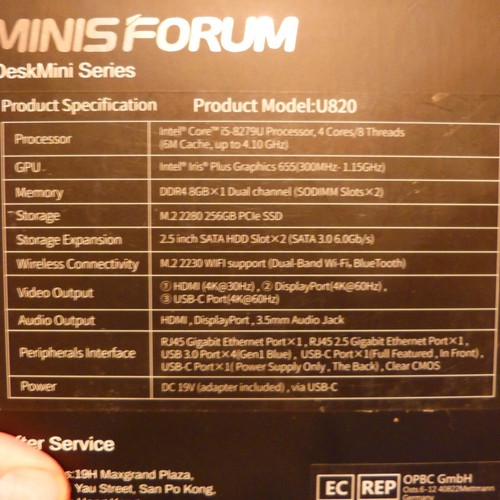 MINISFORUM
DeskMini Series
Product Specification Product Model:U820
Processor Intel® Core™ i5-8279U Processor, 4 Cores/8 Threads
(6M Cache, up to 4.10 GHz)
GPU Intel® Iris® Plus Graphics 655(300MHz- 1.15GHz)
Memory DDR4 8GB×1 Dual channel (SODIMM Slots×2)
Storage M.2 2280 256GB PCIe SSD
Storage Expansion 2.5 inch SATA HDD Slot×2 (SATA 3.0 6.0Gb/s)
Wireless Connectivity M.2 2230 WIFI support (Dual-Band Wi-Fi, BlueTooth)
Video Output ① HDMI (4K@30Hz) , ② DisplayPort(4K@60Hz) ,
③ USB-C Port(4K@60Hz)
Audio Output HDMI , DisplayPort , 3.5mm Audio Jack
Peripherals Interface RJ45 Gigabit Ethernet Port×1 , RJ45 2.5 Gigabit Ethernet Port×1 ,
USB 3.0 Port×4(Gen1 Blue) , USB-C Port×1(Full Featured , In Front) ,
USB-C Port×1( Power Supply Only , The Back) , Clear CMOS
Power DC 19V (adapter included) , via USB-C
After Service
:19H Maxgrand Plaza,
Yau Street, San Po Kong,
EC REP OPBC GmbH
Osts.6-12 40822Mettmann